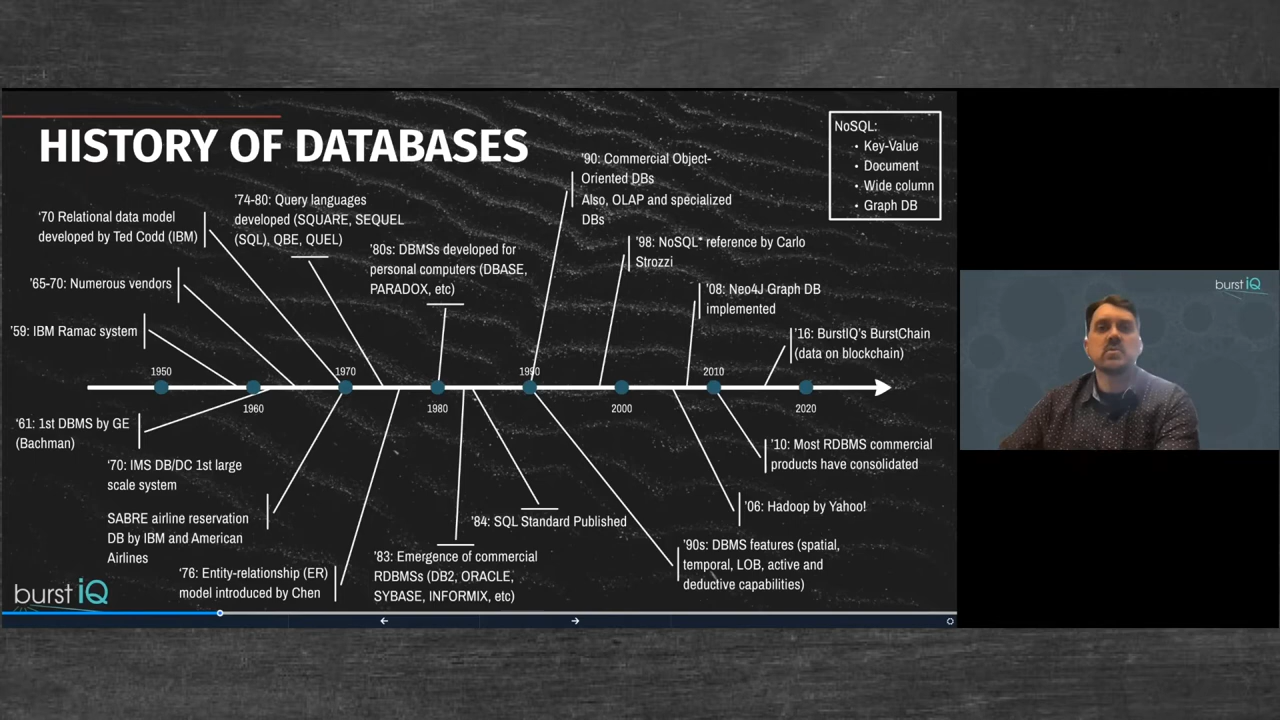 HISTORY OF DATABASES
NoSQL:
• Key-Value
• Document
• Wide column
• Graph DB
'90: Commercial Object-
Oriented DBs
Also, OLAP and specialized
DBs
'74-80: Query languages
developed (SQUARE, SEQUEL
(SQL), QBE, QUEL)
‘70 Relational data model
developed by Ted Codd (IBM)
'80s: DBMSs developed for
personal computers (DBASE,
PARADOX, etc)
'98: NoSQL* reference by Carlo
Strozzi
'65-70: Numerous vendors
'08: Neo4J Graph DB
implemented
'59: IBM Ramac system
'16: BurstIQ's BurstChain
(data on blockchain)
1950
1970
1990
2010
1960
1980
2000
2020
‘61: 1st DBMS by GE
(Bachman)
'10: Most RDBMS commercial
products have consolidated
‘70: IMS DB/DC 1st large
scale system
SABRE airline reservation
DB by IBM and American
Airlines
'06: Hadoop by Yahoo!
'84: SQL Standard Published
'76: Entity-relationship (ER)
model introduced by Chen
'83: Emergence of commercial
RDBMSs (DB2, ORACLE,
SYBASE, INFORMIX, etc)
'90s: DBMS features (spatial,
temporal, LOB, active and
deductive capabilities)
burst iQ
burst iQ